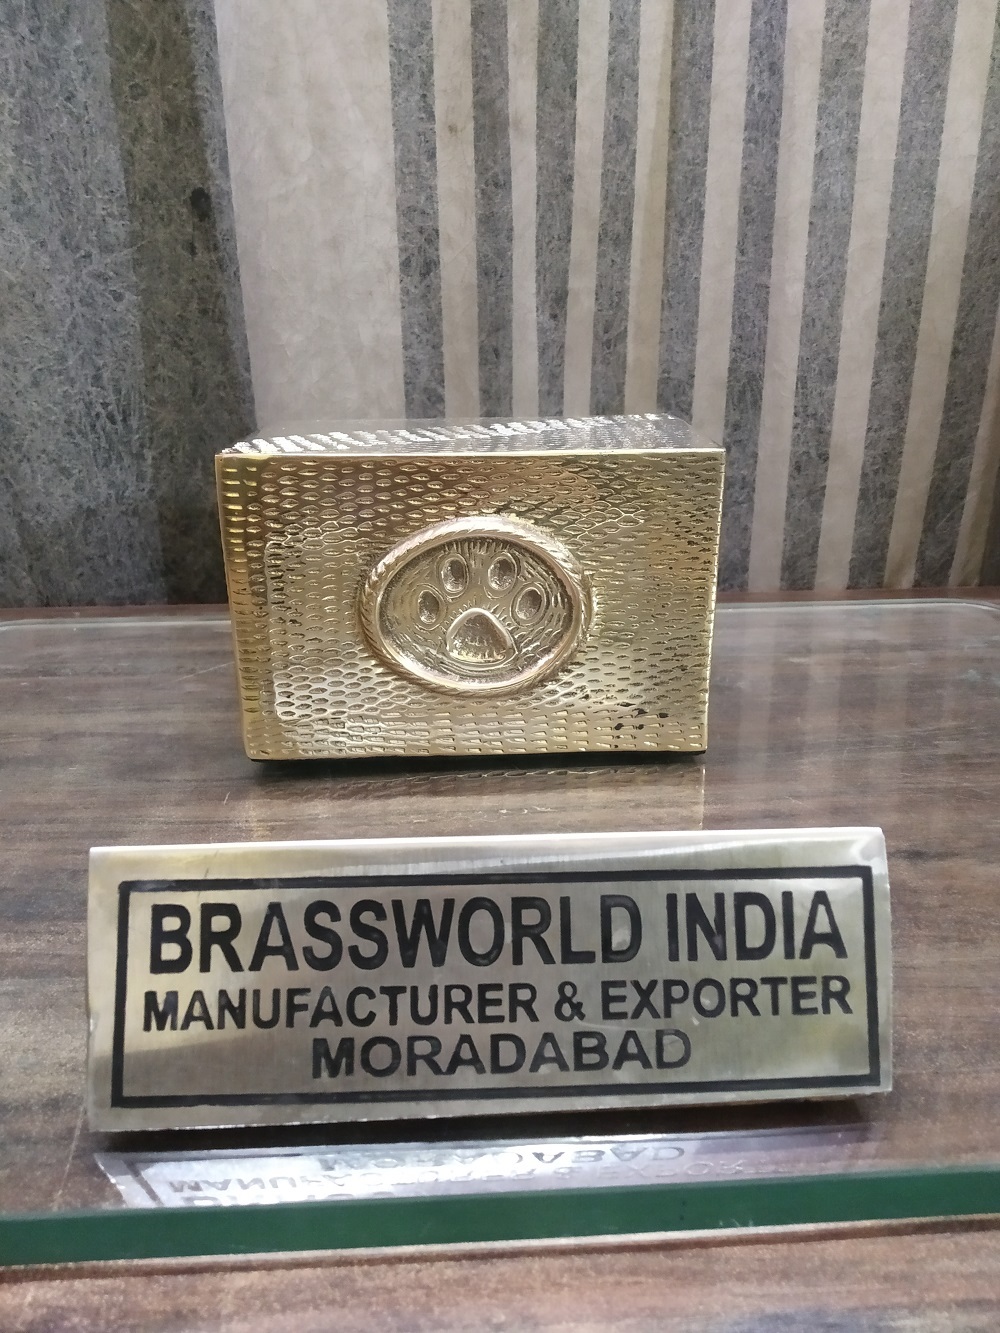 BRASSWORLD INDIA
MANUFACTURER & EXPORTER
MORADABAD